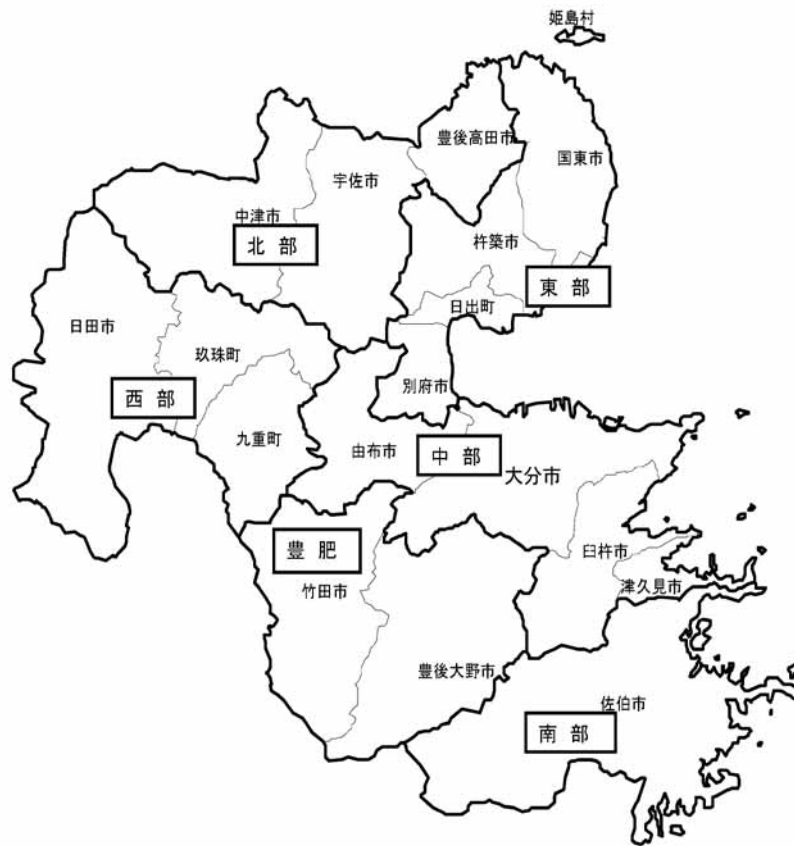 姫島村
豊後高田市
国東市
宇佐市
中津市
北部
杵築市
東部
日出町
日田市
玖珠町
別府市
西部
九重町
由布市
中部
大分市
豊肥
臼杵市
竹田市
津久見市
豊後大野市
佐伯市
南部